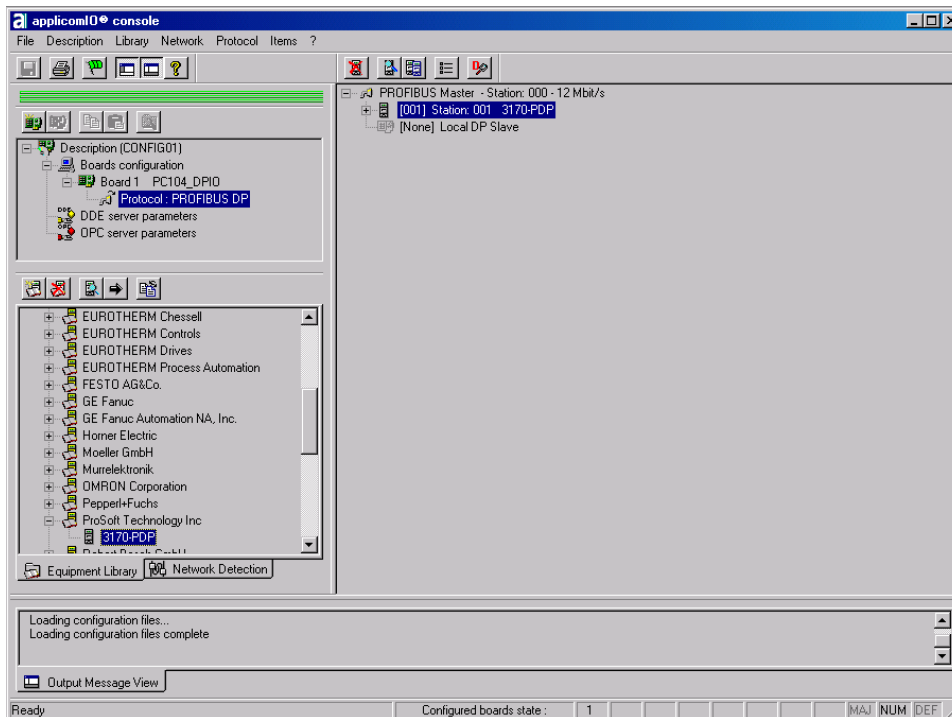 applicomIO® console
File Description Library Network Protocol Items ?
Description (CONFIG01)
Boards configuration
Board 1 PC104_DPIO
Protocol : PROFIBUS DP
DDE server parameters
OPC server parameters
EUROTHERM Chessell
EUROTHERM Controls
EUROTHERM Drives
EUROTHERM Process Automation
FESTO AG&Co.
GE Fanuc
GE Fanuc Automation NA, Inc.
Horner Electric
Moeller GmbH
Murrelektronik
OMRON Corporation
Pepperl+Fuchs
ProSoft Technology Inc
3170-PDP
Robert Bosch GmbH
Equipment Library Network Detection
PROFIBUS Master - Station: 000 - 12 Mbit/s
[001] Station: 001 3170-PDP
[None] Local DP Slave
Loading configuration files...
Loading configuration files complete
Output Message View
Ready Configured boards state : 1 MAJ NUM DEF